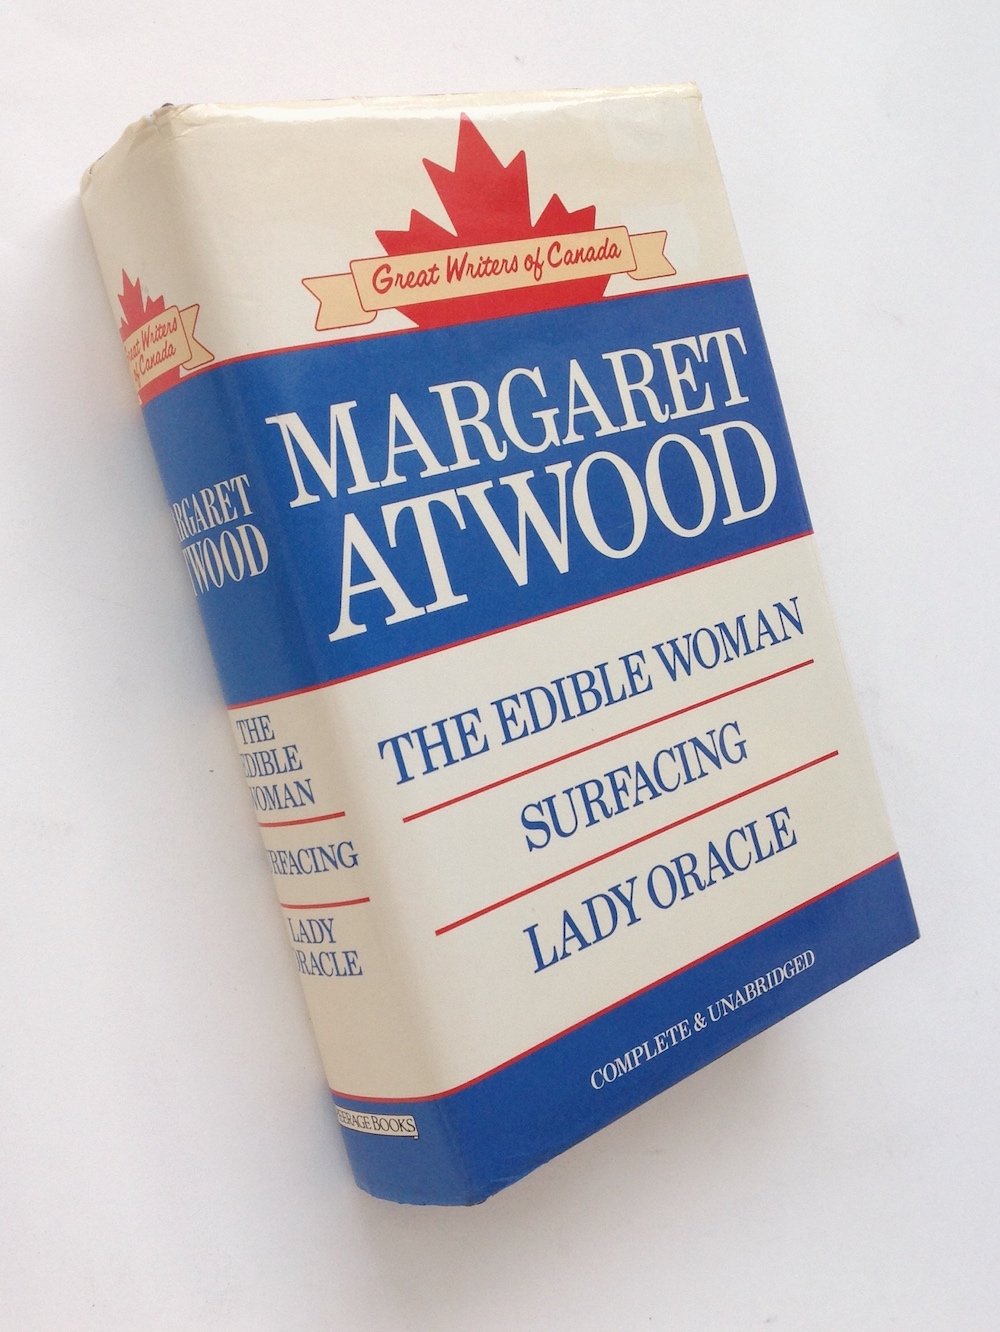 Great Writers of Canada
MARGARET
ATWOOD
THE EDIBLE WOMAN
SURFACING
LADY ORACLE
COMPLETE & UNABRIDGED
Great Writers
of Canada
MARGARET
ATWOOD
THE
EDIBLE
WOMAN
SURFACING
LADY
ORACLE
PEERAGE BOOKS